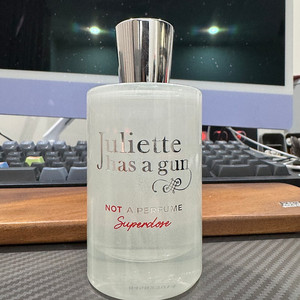 Juliette
has a gun
NOT A PERFUME
Superdose